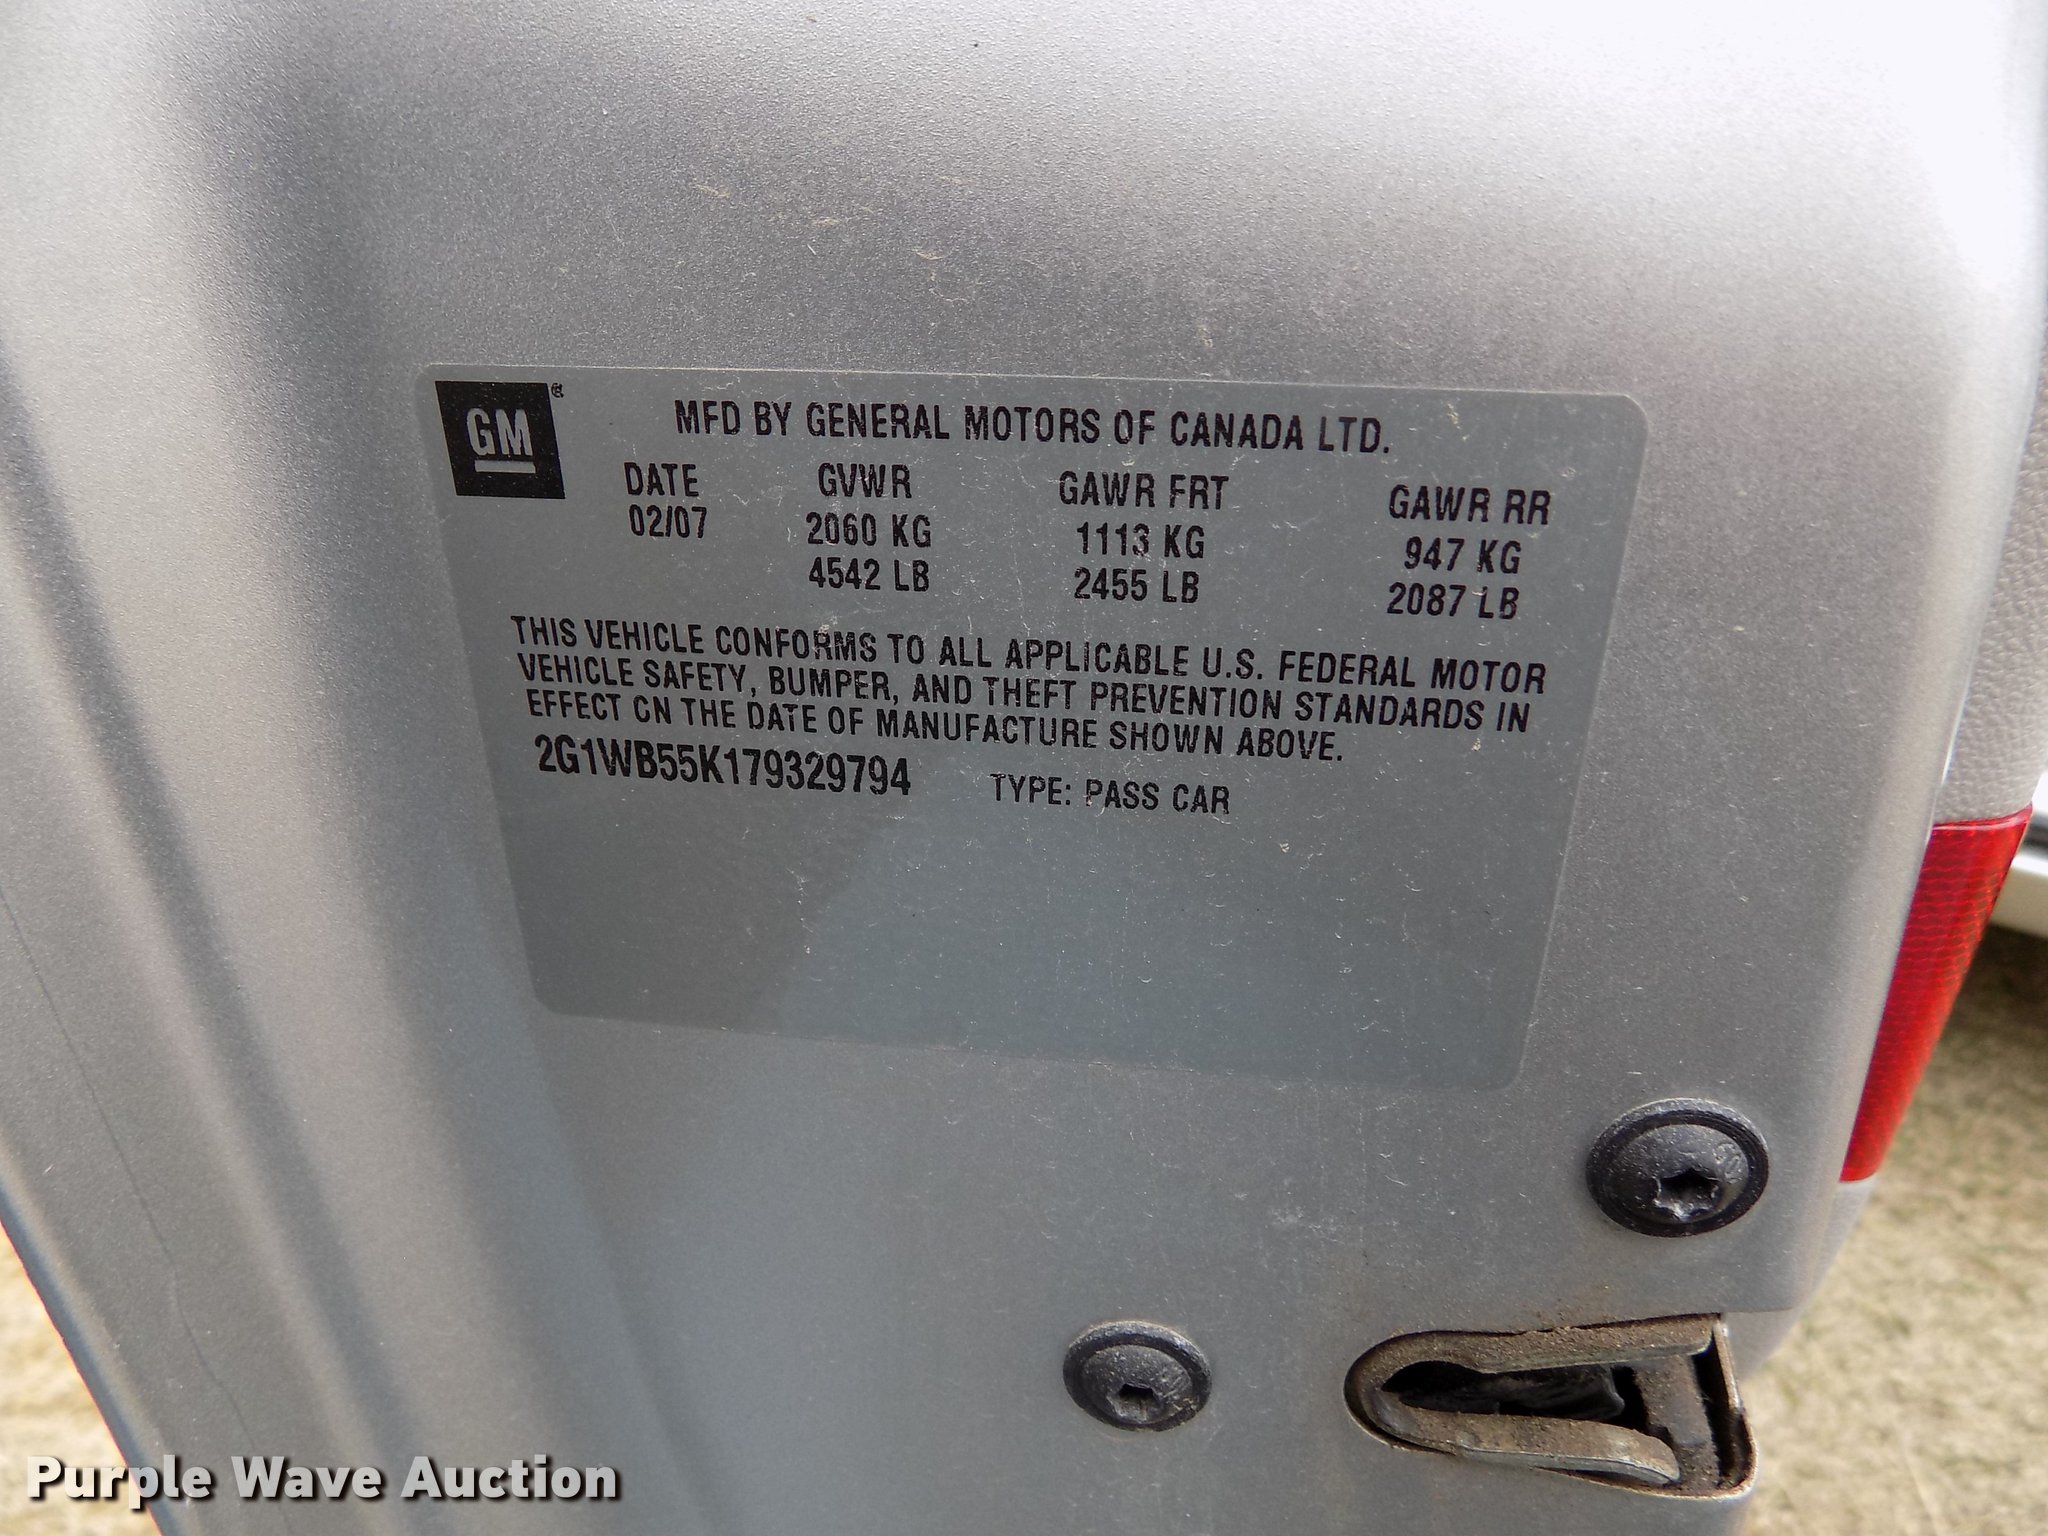 GM®
MFD BY GENERAL MOTORS OF CANADA LTD.
DATE GVWR GAWR FRT GAWR RR
02/07 2060 KG 1113 KG 947 KG
4542 LB 2455 LB 2087 LB
THIS VEHICLE CONFORMS TO ALL APPLICABLE U.S. FEDERAL MOTOR
VEHICLE SAFETY, BUMPER, AND THEFT PREVENTION STANDARDS IN
EFFECT ON THE DATE OF MANUFACTURE SHOWN ABOVE.
2G1WB55K179329794 TYPE: PASS CAR
Purple Wave Auction